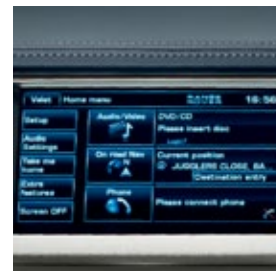 Valet Home menu 16:56
Setup
Audio Settings
Take me home
Extra features
Screen OFF
Audio/Video
On road Nav
N
A
Phone
DVD/CD
Please insert disc
Current position
JUGGLERS CLOSE, BA
Destination entry
Please connect phone